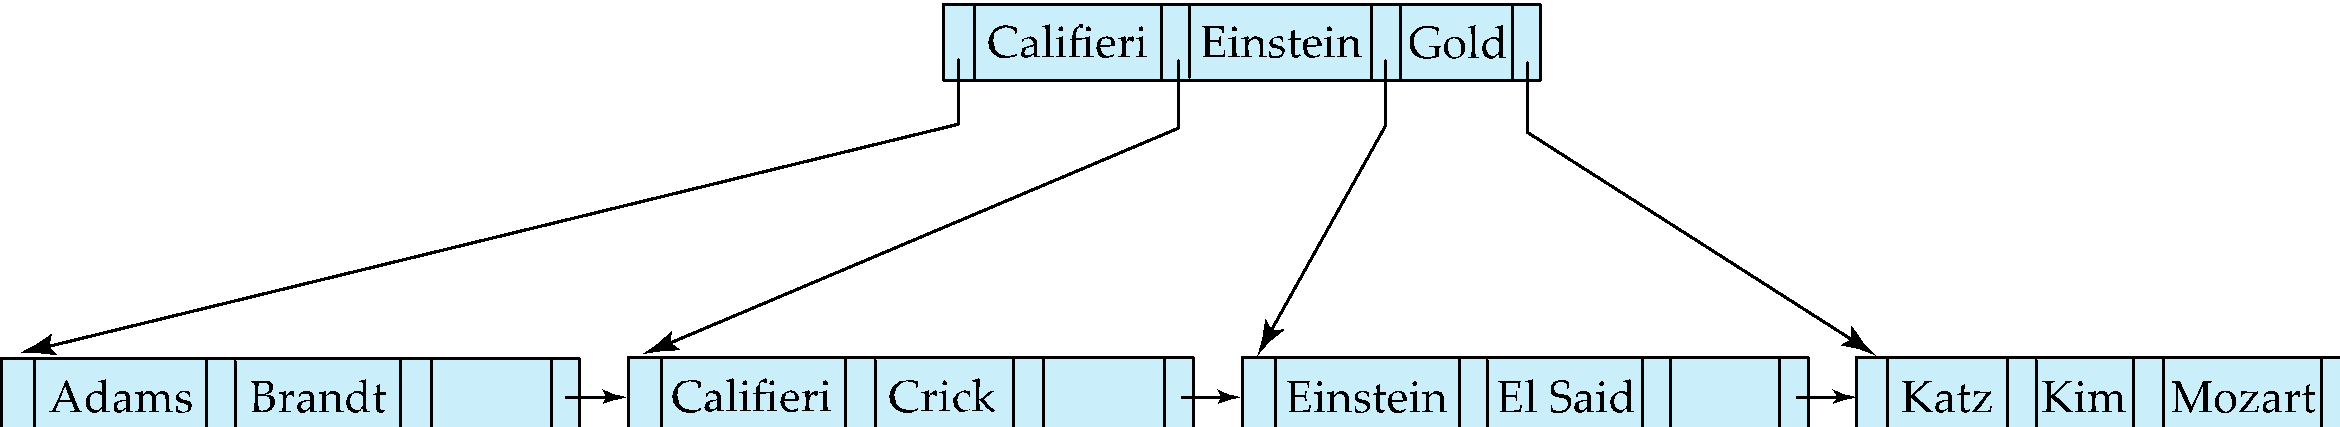 Califieri Einstein Gold
Adams Brandt Califieri Crick Einstein El Said Katz Kim Mozart